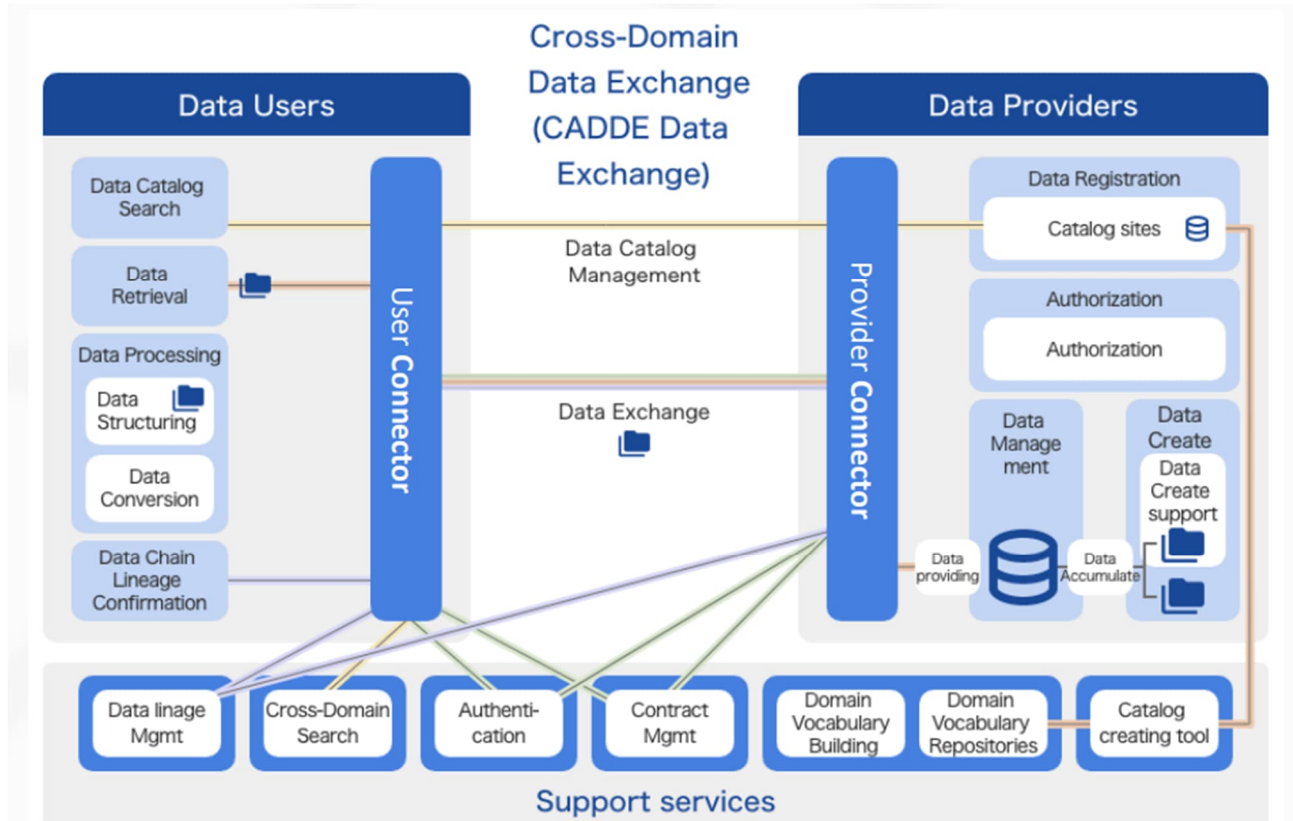 Cross-Domain
Data Exchange
(CADDE Data
Exchange)
Data Users
Data Catalog
Search
Data
Retrieval
Data Processing
Data
Structuring
Data
Conversion
Data Chain
Lineage
Confirmation
User Connector
Data Catalog
Management
Data Exchange
Data Providers
Provider Connector
Data Registration
Catalog sites
Authorization
Authorization
Data
Manage
ment
Data
Create
Data
Create
support
Data
providing
Data
Accumulate
Data linage
Mgmt
Cross-Domain
Search
Authenti-
cation
Contract
Mgmt
Domain
Vocabulary
Building
Domain
Vocabulary
Repositories
Catalog
creating tool
Support services